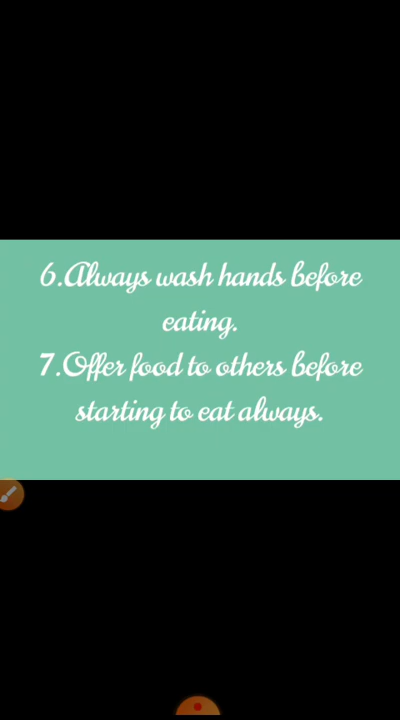 6.Always wash hands before
eating.
7.Offer food to others before
starting to eat always.